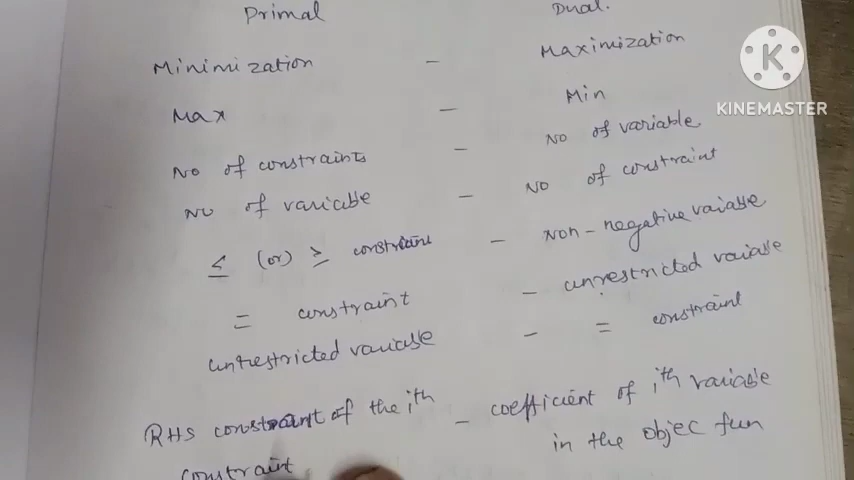 Primal Dual.
Minimization - Maximization
Max - Min
No of constraints - No of variable
No of variable - No of constraint
≤ (or) ≥ constraint - non-negative variable
= constraint - unrestricted variable
untrestricted variable - = constraint
RHS constraint of the ith - coefficient of ith variable
constraint in the objec fun
KINEMASTER